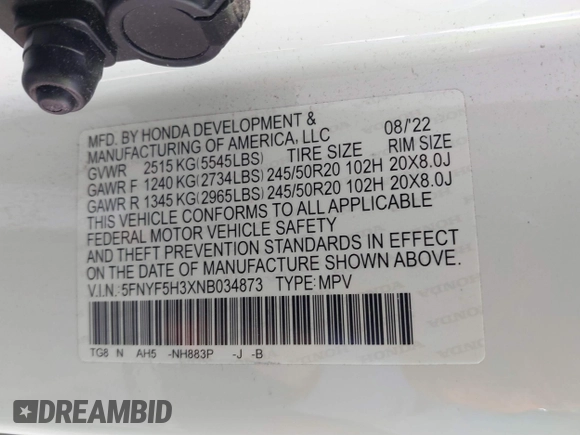 MFD. BY HONDA DEVELOPMENT &
MANUFACTURING OF AMERICA, LLC 08/'22
GVWR 2515 KG(5545LBS) TIRE SIZE RIM SIZE
GAWR F 1240 KG(2734LBS) 245/50R20 102H 20X8.0J
GAWR R 1345 KG(2965LBS) 245/50R20 102H 20X8.0J
THIS VEHICLE CONFORMS TO ALL APPLICABLE
FEDERAL MOTOR VEHICLE SAFETY
AND THEFT PREVENTION STANDARDS IN EFFECT
ON THE DATE OF MANUFACTURE SHOWN ABOVE.
V.I.N.:5FNYF5H3XNB034873 TYPE: MPV
TG8 N AH5 -NH883P -J -B
DREAMBID